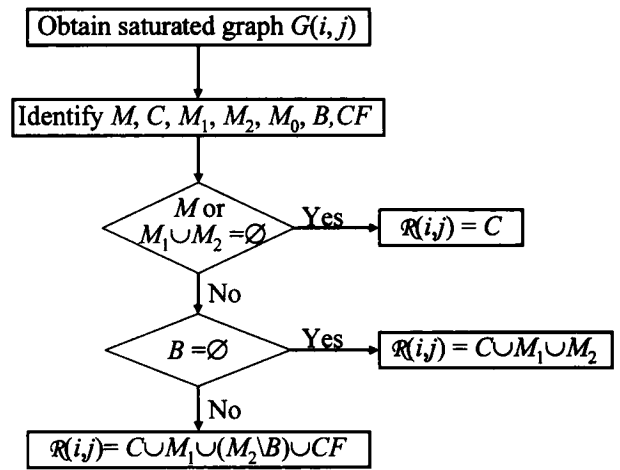 Obtain saturated graph G(i, j)
Identify M, C, M₁, M₂, M₀, B, CF
M or
M₁∪M₂ =∅
Yes
ℛ(i,j) = C
No
B =∅
Yes
ℛ(i,j) = C∪M₁∪M₂
No
ℛ(i,j)= C∪M₁∪(M₂\B)∪CF